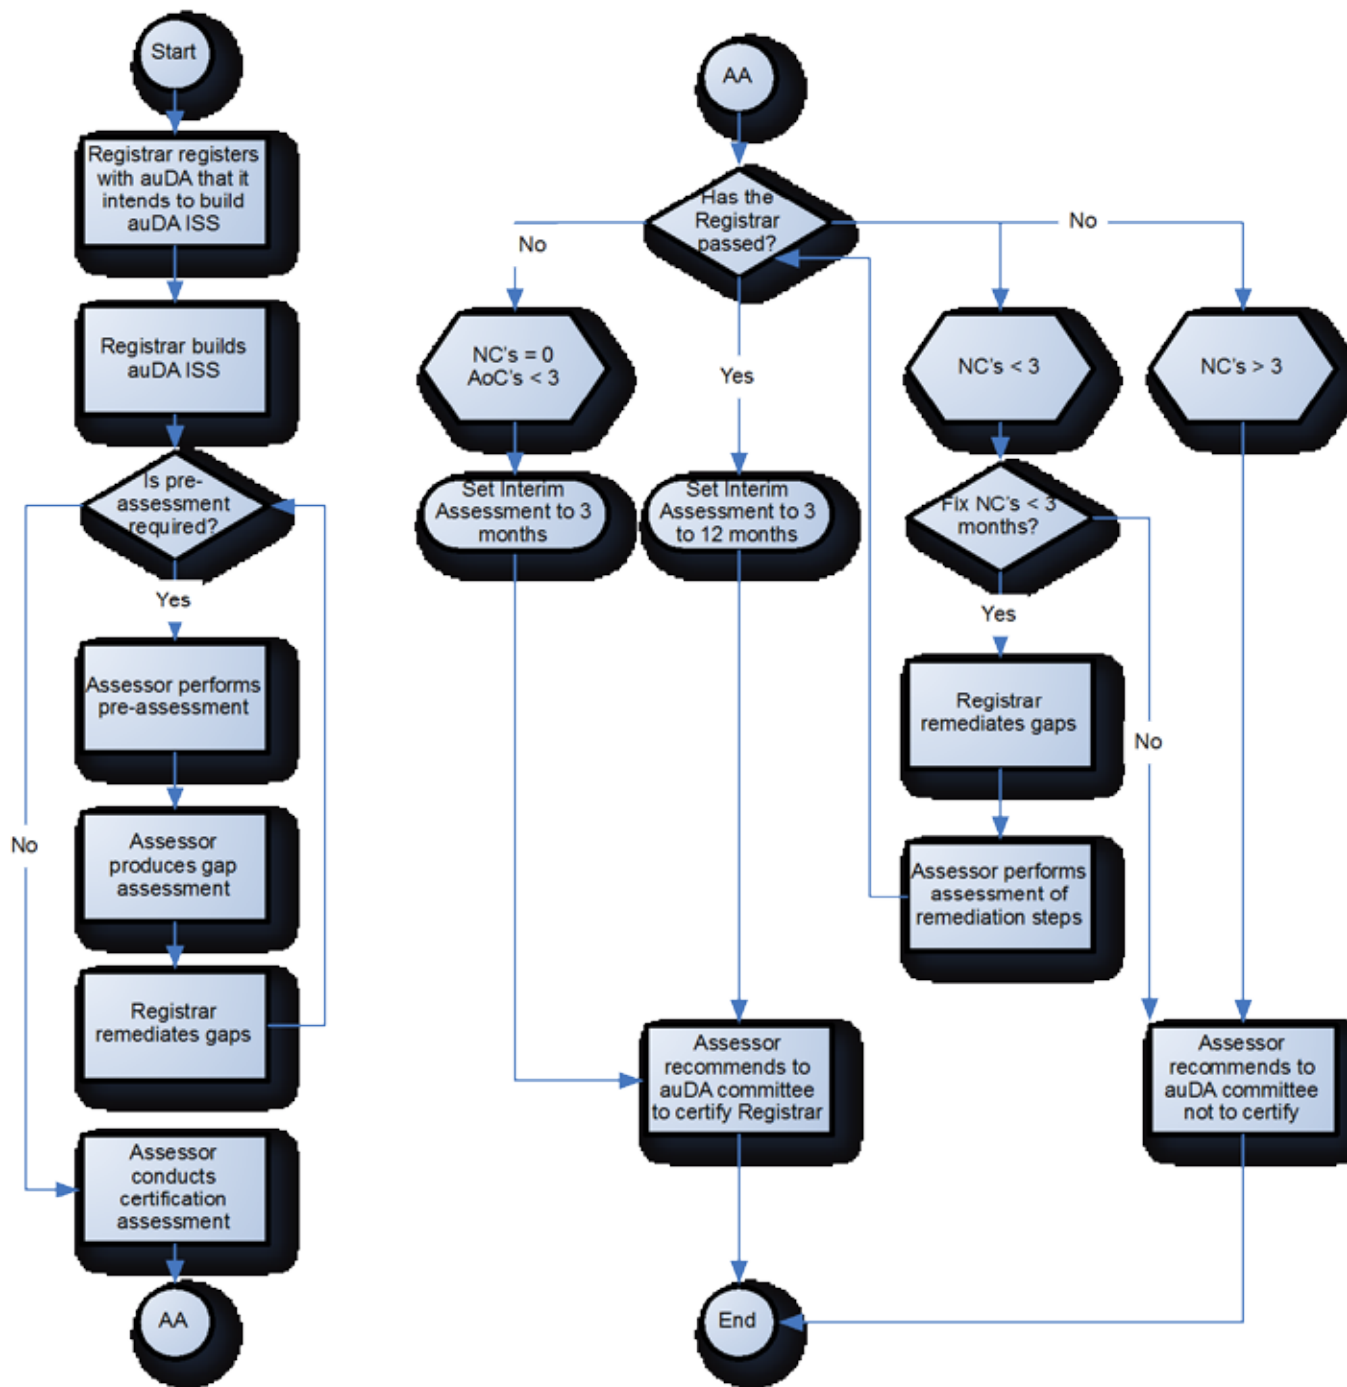 Start
Registrar registers
with auDA that it
intends to build
auDA ISS
Registrar builds
auDA ISS
Is pre-
assessment
required?
Yes
No
Assessor performs
pre-assessment
Assessor
produces gap
assessment
Registrar
remediates gaps
Assessor
conducts
certification
assessment
AA
AA
Has the
Registrar
passed?
No
Yes
No
NC's = 0
AoC's < 3
Set Interim
Assessment to 3
months
Set Interim
Assessment to 3
to 12 months
NC's < 3
NC's > 3
Fix NC's < 3
months?
Yes
No
Registrar
remediates gaps
Assessor performs
assessment of
remediation steps
Assessor
recommends to
auDA committee
to certify Registrar
Assessor
recommends to
auDA committee
not to certify
End